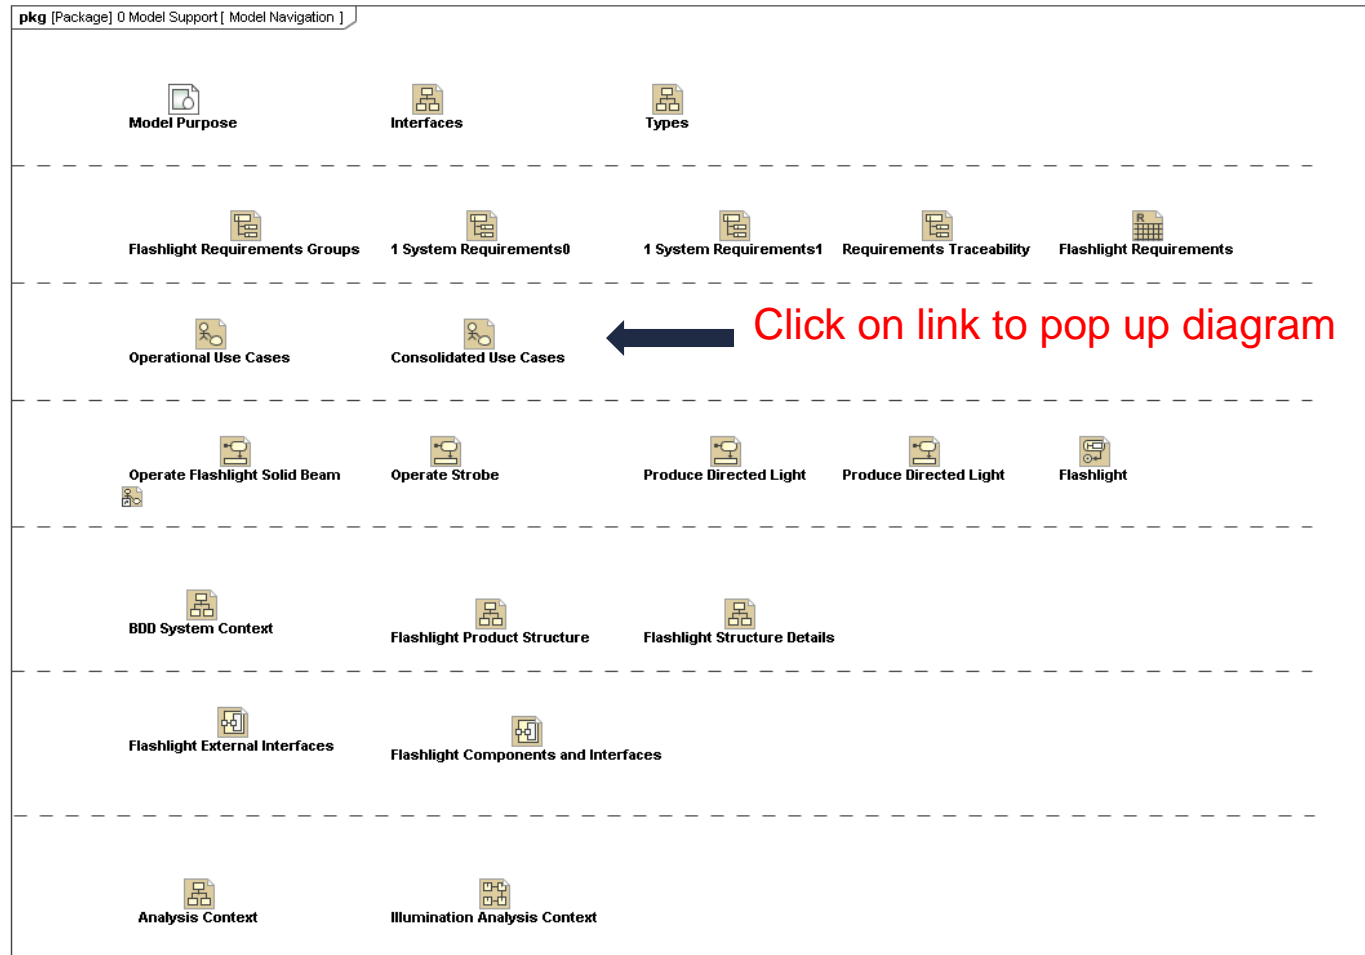 pkg [Package] 0 Model Support [ Model Navigation ]
Model Purpose
Interfaces
Types
Flashlight Requirements Groups
1 System Requirements0
1 System Requirements1
Requirements Traceability
R
Flashlight Requirements
Operational Use Cases
Consolidated Use Cases
Click on link to pop up diagram
Operate Flashlight Solid Beam
Operate Strobe
Produce Directed Light
Produce Directed Light
Flashlight
BDD System Context
Flashlight Product Structure
Flashlight Structure Details
Flashlight External Interfaces
Flashlight Components and Interfaces
Analysis Context
Illumination Analysis Context